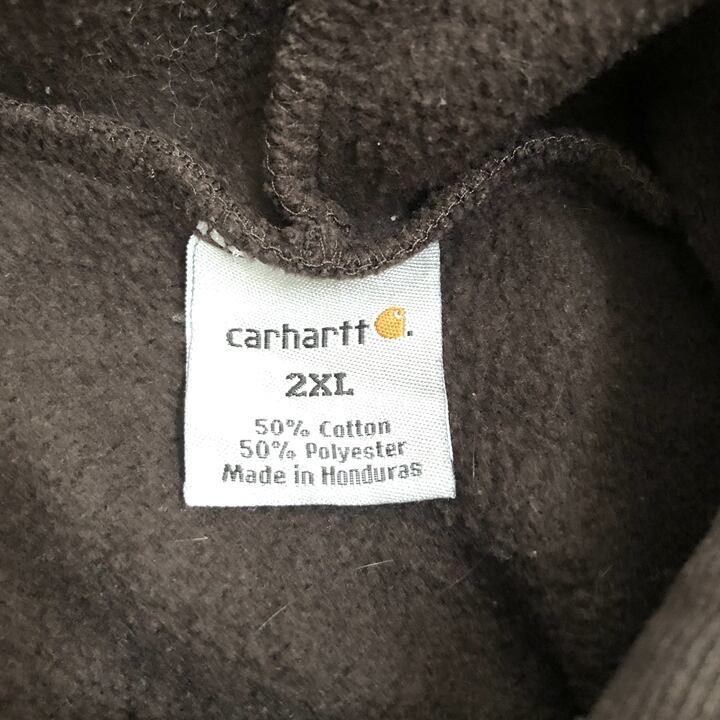 carhartt
2XL
50% Cotton
50% Polyester
Made in Honduras